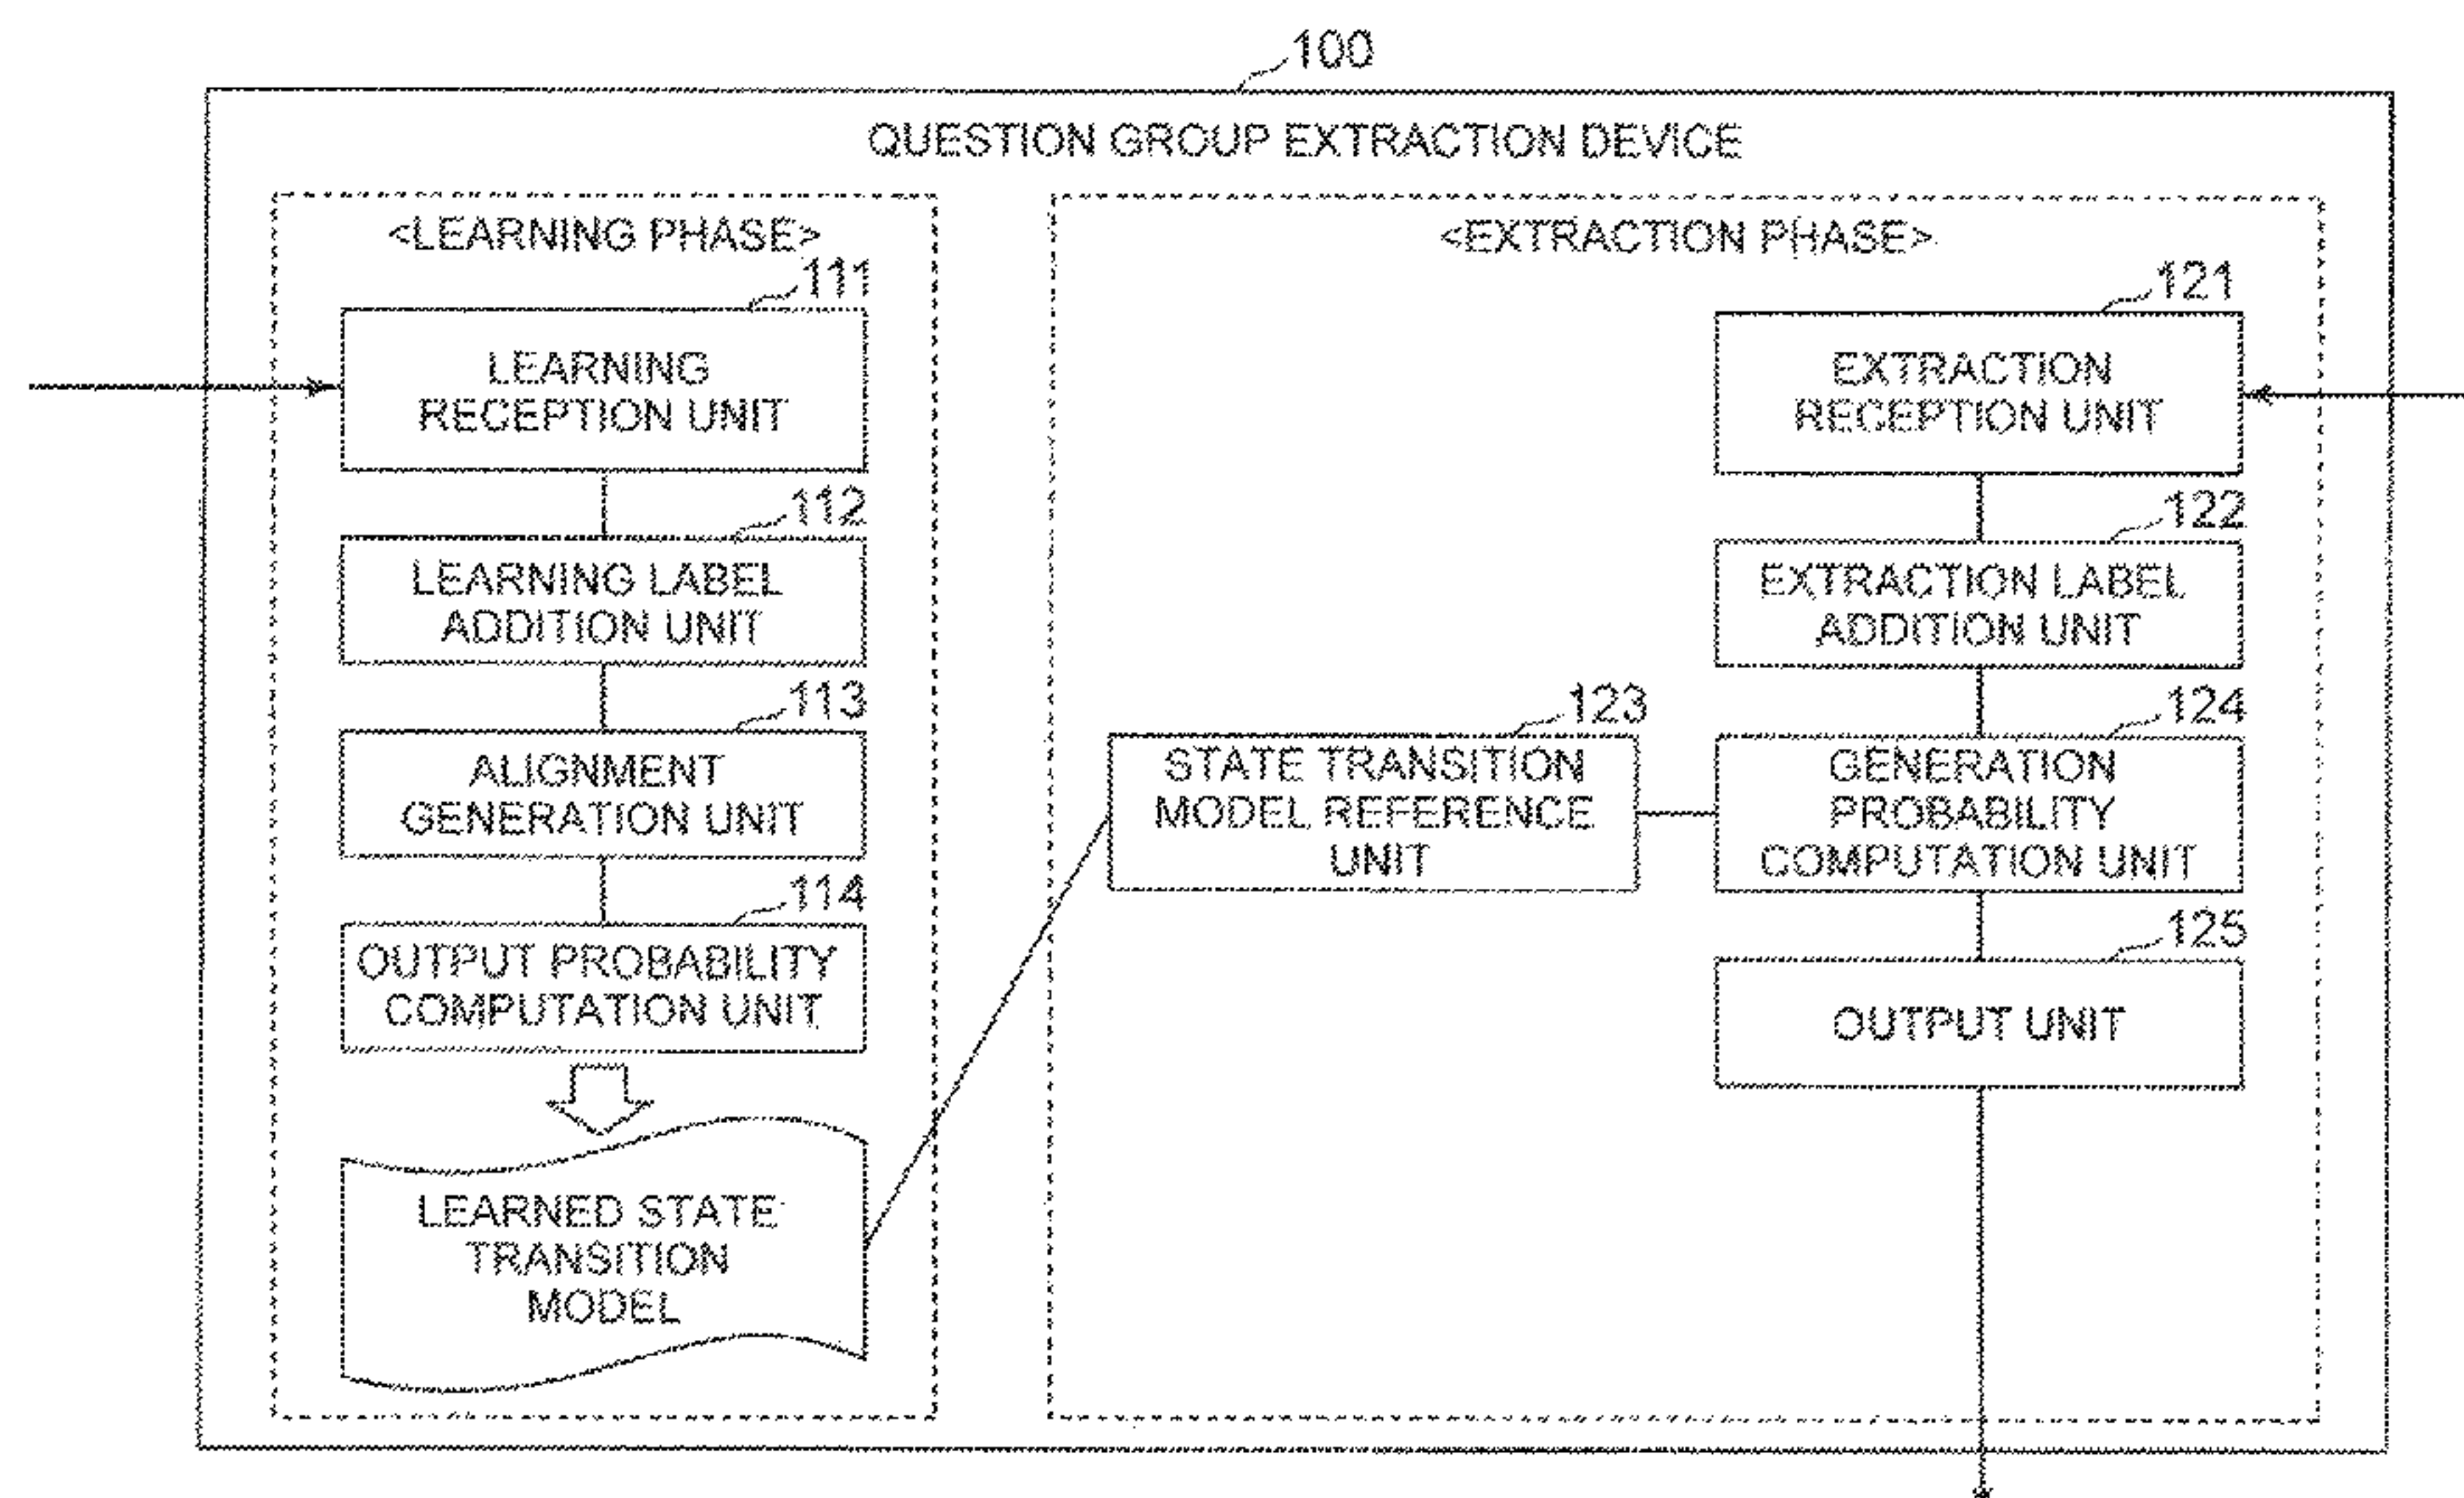 100
QUESTION GROUP EXTRACTION DEVICE
<LEARNING PHASE>
111
LEARNING
RECEPTION UNIT
112
LEARNING LABEL
ADDITION UNIT
113
ALIGNMENT
GENERATION UNIT
114
OUTPUT PROBABILITY
COMPUTATION UNIT
LEARNED STATE
TRANSITION
MODEL
<EXTRACTION PHASE>
121
EXTRACTION
RECEPTION UNIT
122
EXTRACTION LABEL
ADDITION UNIT
123
STATE TRANSITION
MODEL REFERENCE
UNIT
124
GENERATION
PROBABILITY
COMPUTATION UNIT
125
OUTPUT UNIT